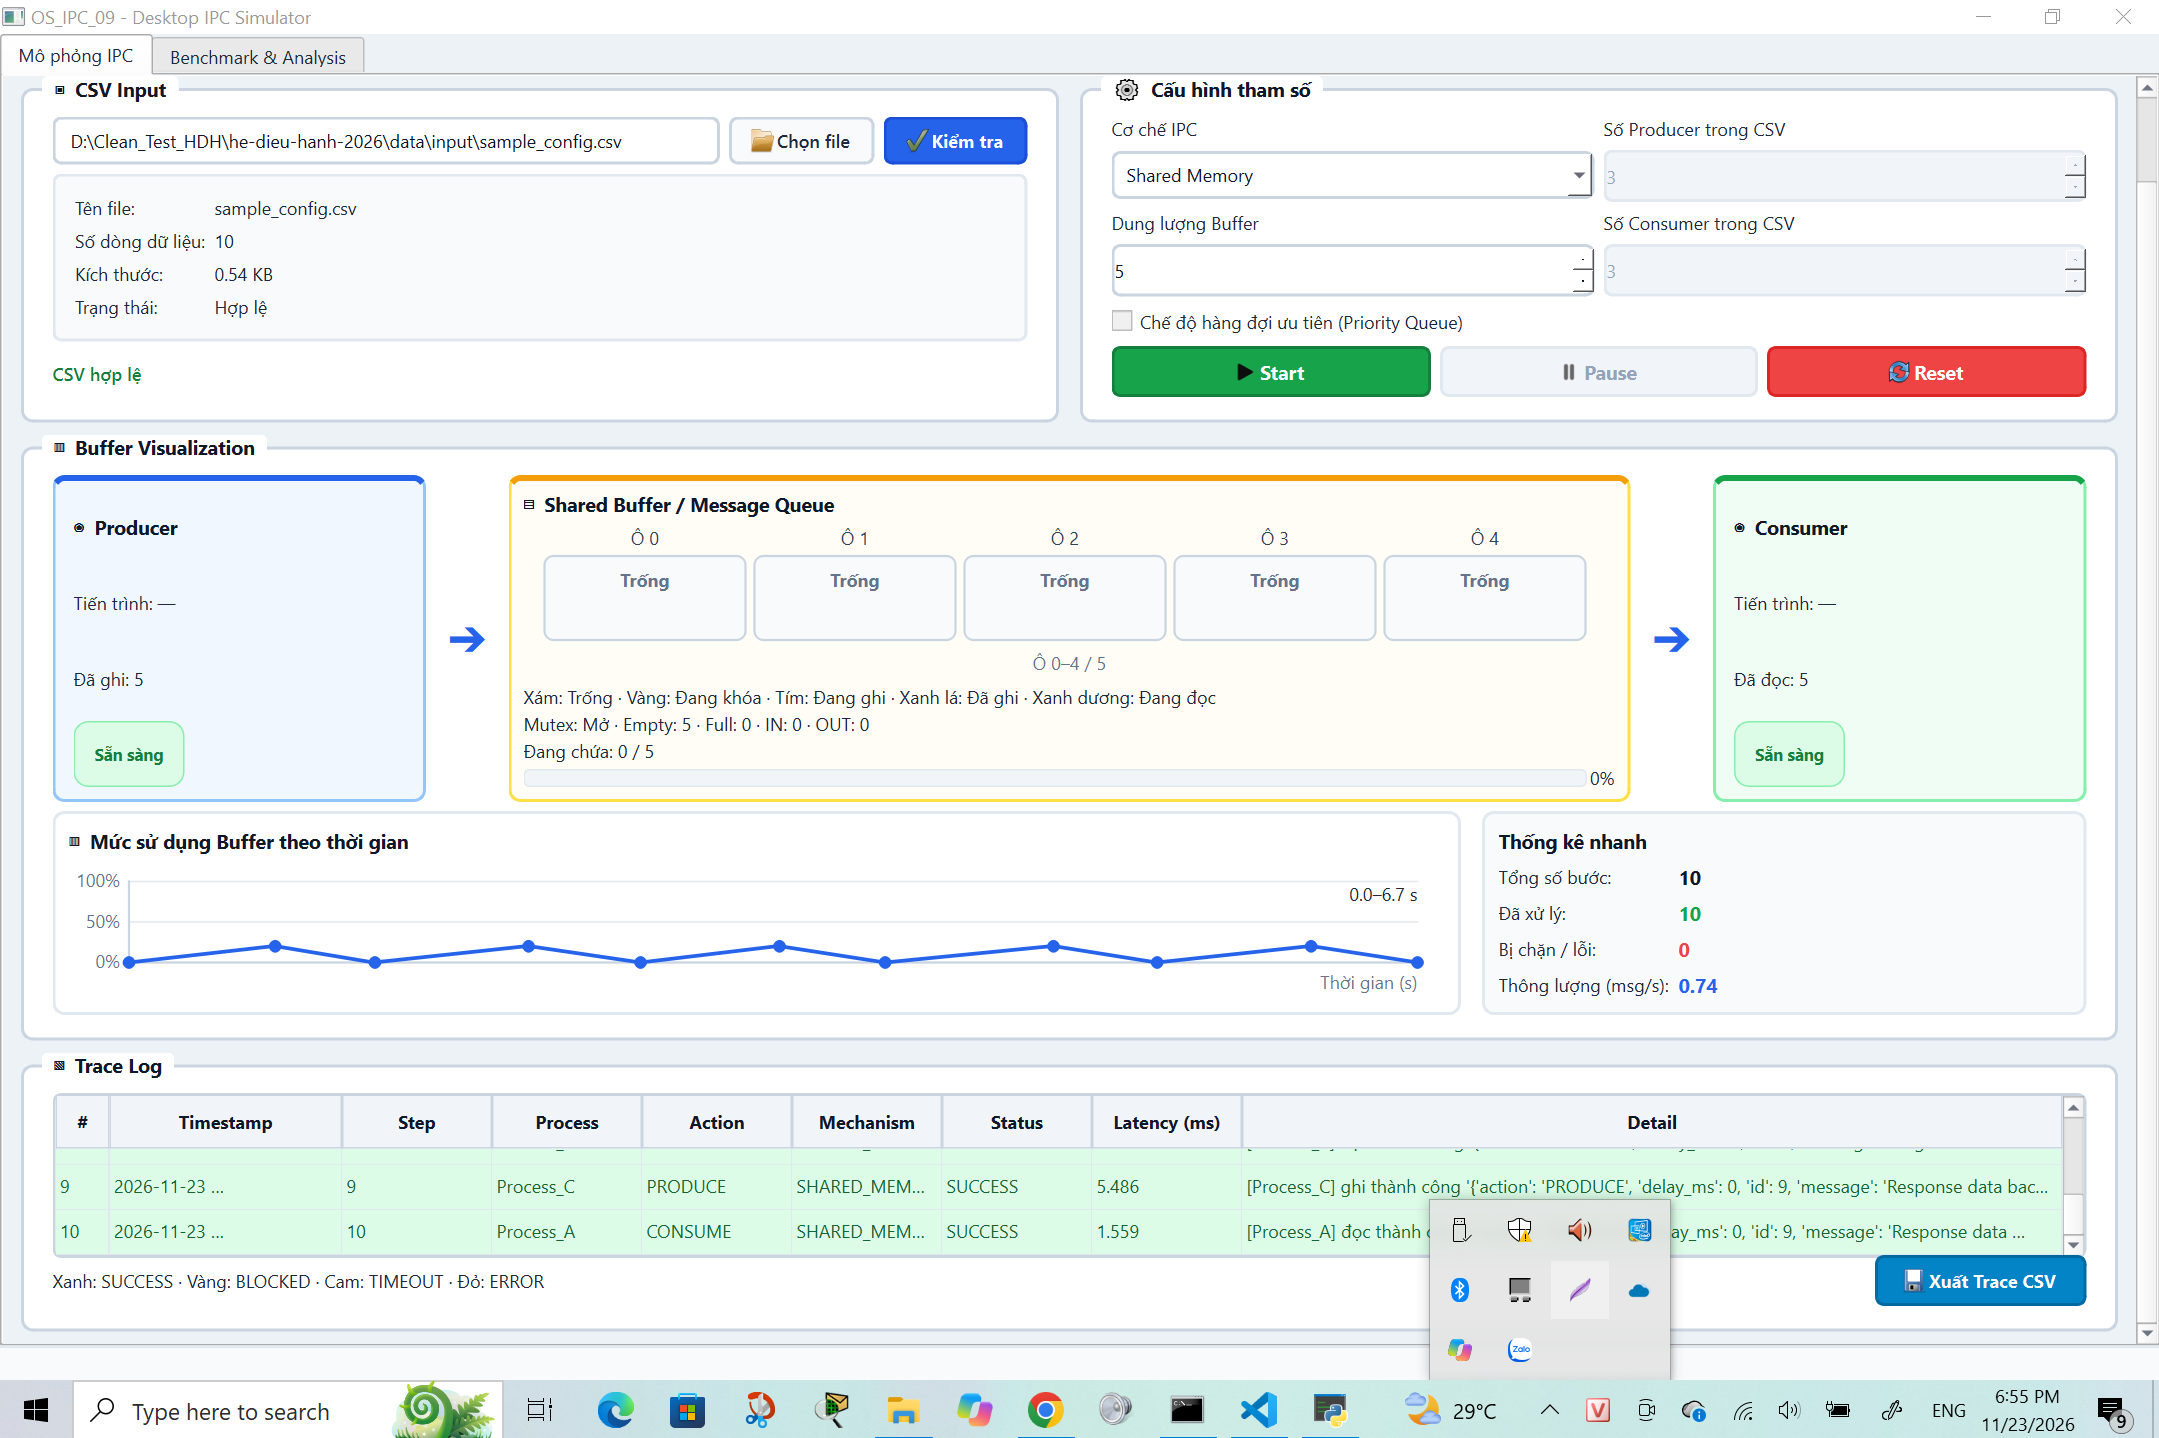 OS_IPC_09 - Desktop IPC Simulator
Mô phỏng IPC
Benchmark & Analysis
CSV Input
D:\Clean_Test_HDH\he-dieu-hanh-2026\data\input\sample_config.csv
Chọn file
Kiểm tra
Tên file: sample_config.csv
Số dòng dữ liệu: 10
Kích thước: 0.54 KB
Trạng thái: Hợp lệ
CSV hợp lệ
Cấu hình tham số
Cơ chế IPC
Số Producer trong CSV
Shared Memory
3
Dung lượng Buffer
Số Consumer trong CSV
5
3
Chế độ hàng đợi ưu tiên (Priority Queue)
Start
Pause
Reset
Buffer Visualization
Producer
Tiến trình: —
Đã ghi: 5
Sẵn sàng
Shared Buffer / Message Queue
Ô 0 Ô 1 Ô 2 Ô 3 Ô 4
Trống Trống Trống Trống Trống
Ô 0–4 / 5
Xám: Trống · Vàng: Đang khóa · Tím: Đang ghi · Xanh lá: Đã ghi · Xanh dương: Đang đọc
Mutex: Mở · Empty: 5 · Full: 0 · IN: 0 · OUT: 0
Đang chứa: 0 / 5
0%
Consumer
Tiến trình: —
Đã đọc: 5
Sẵn sàng
Mức sử dụng Buffer theo thời gian
100%
50%
0%
0.0–6.7 s
Thời gian (s)
Thống kê nhanh
Tổng số bước: 10
Đã xử lý: 10
Bị chặn / lỗi: 0
Thông lượng (msg/s): 0.74
Trace Log
# Timestamp Step Process Action Mechanism Status Latency (ms) Detail
9 2026-11-23 ... 9 Process_C PRODUCE SHARED_MEM... SUCCESS 5.486 [Process_C] ghi thành công '{'action': 'PRODUCE', 'delay_ms': 0, 'id': 9, 'message': 'Response data bac...
10 2026-11-23 ... 10 Process_A CONSUME SHARED_MEM... SUCCESS 1.559 [Process_A] đọc thành ay_ms': 0, 'id': 9, 'message': 'Response data ...
Xanh: SUCCESS · Vàng: BLOCKED · Cam: TIMEOUT · Đỏ: ERROR
Xuất Trace CSV
Zalo
Type here to search
29°C
V
ENG
6:55 PM
11/23/2026
9